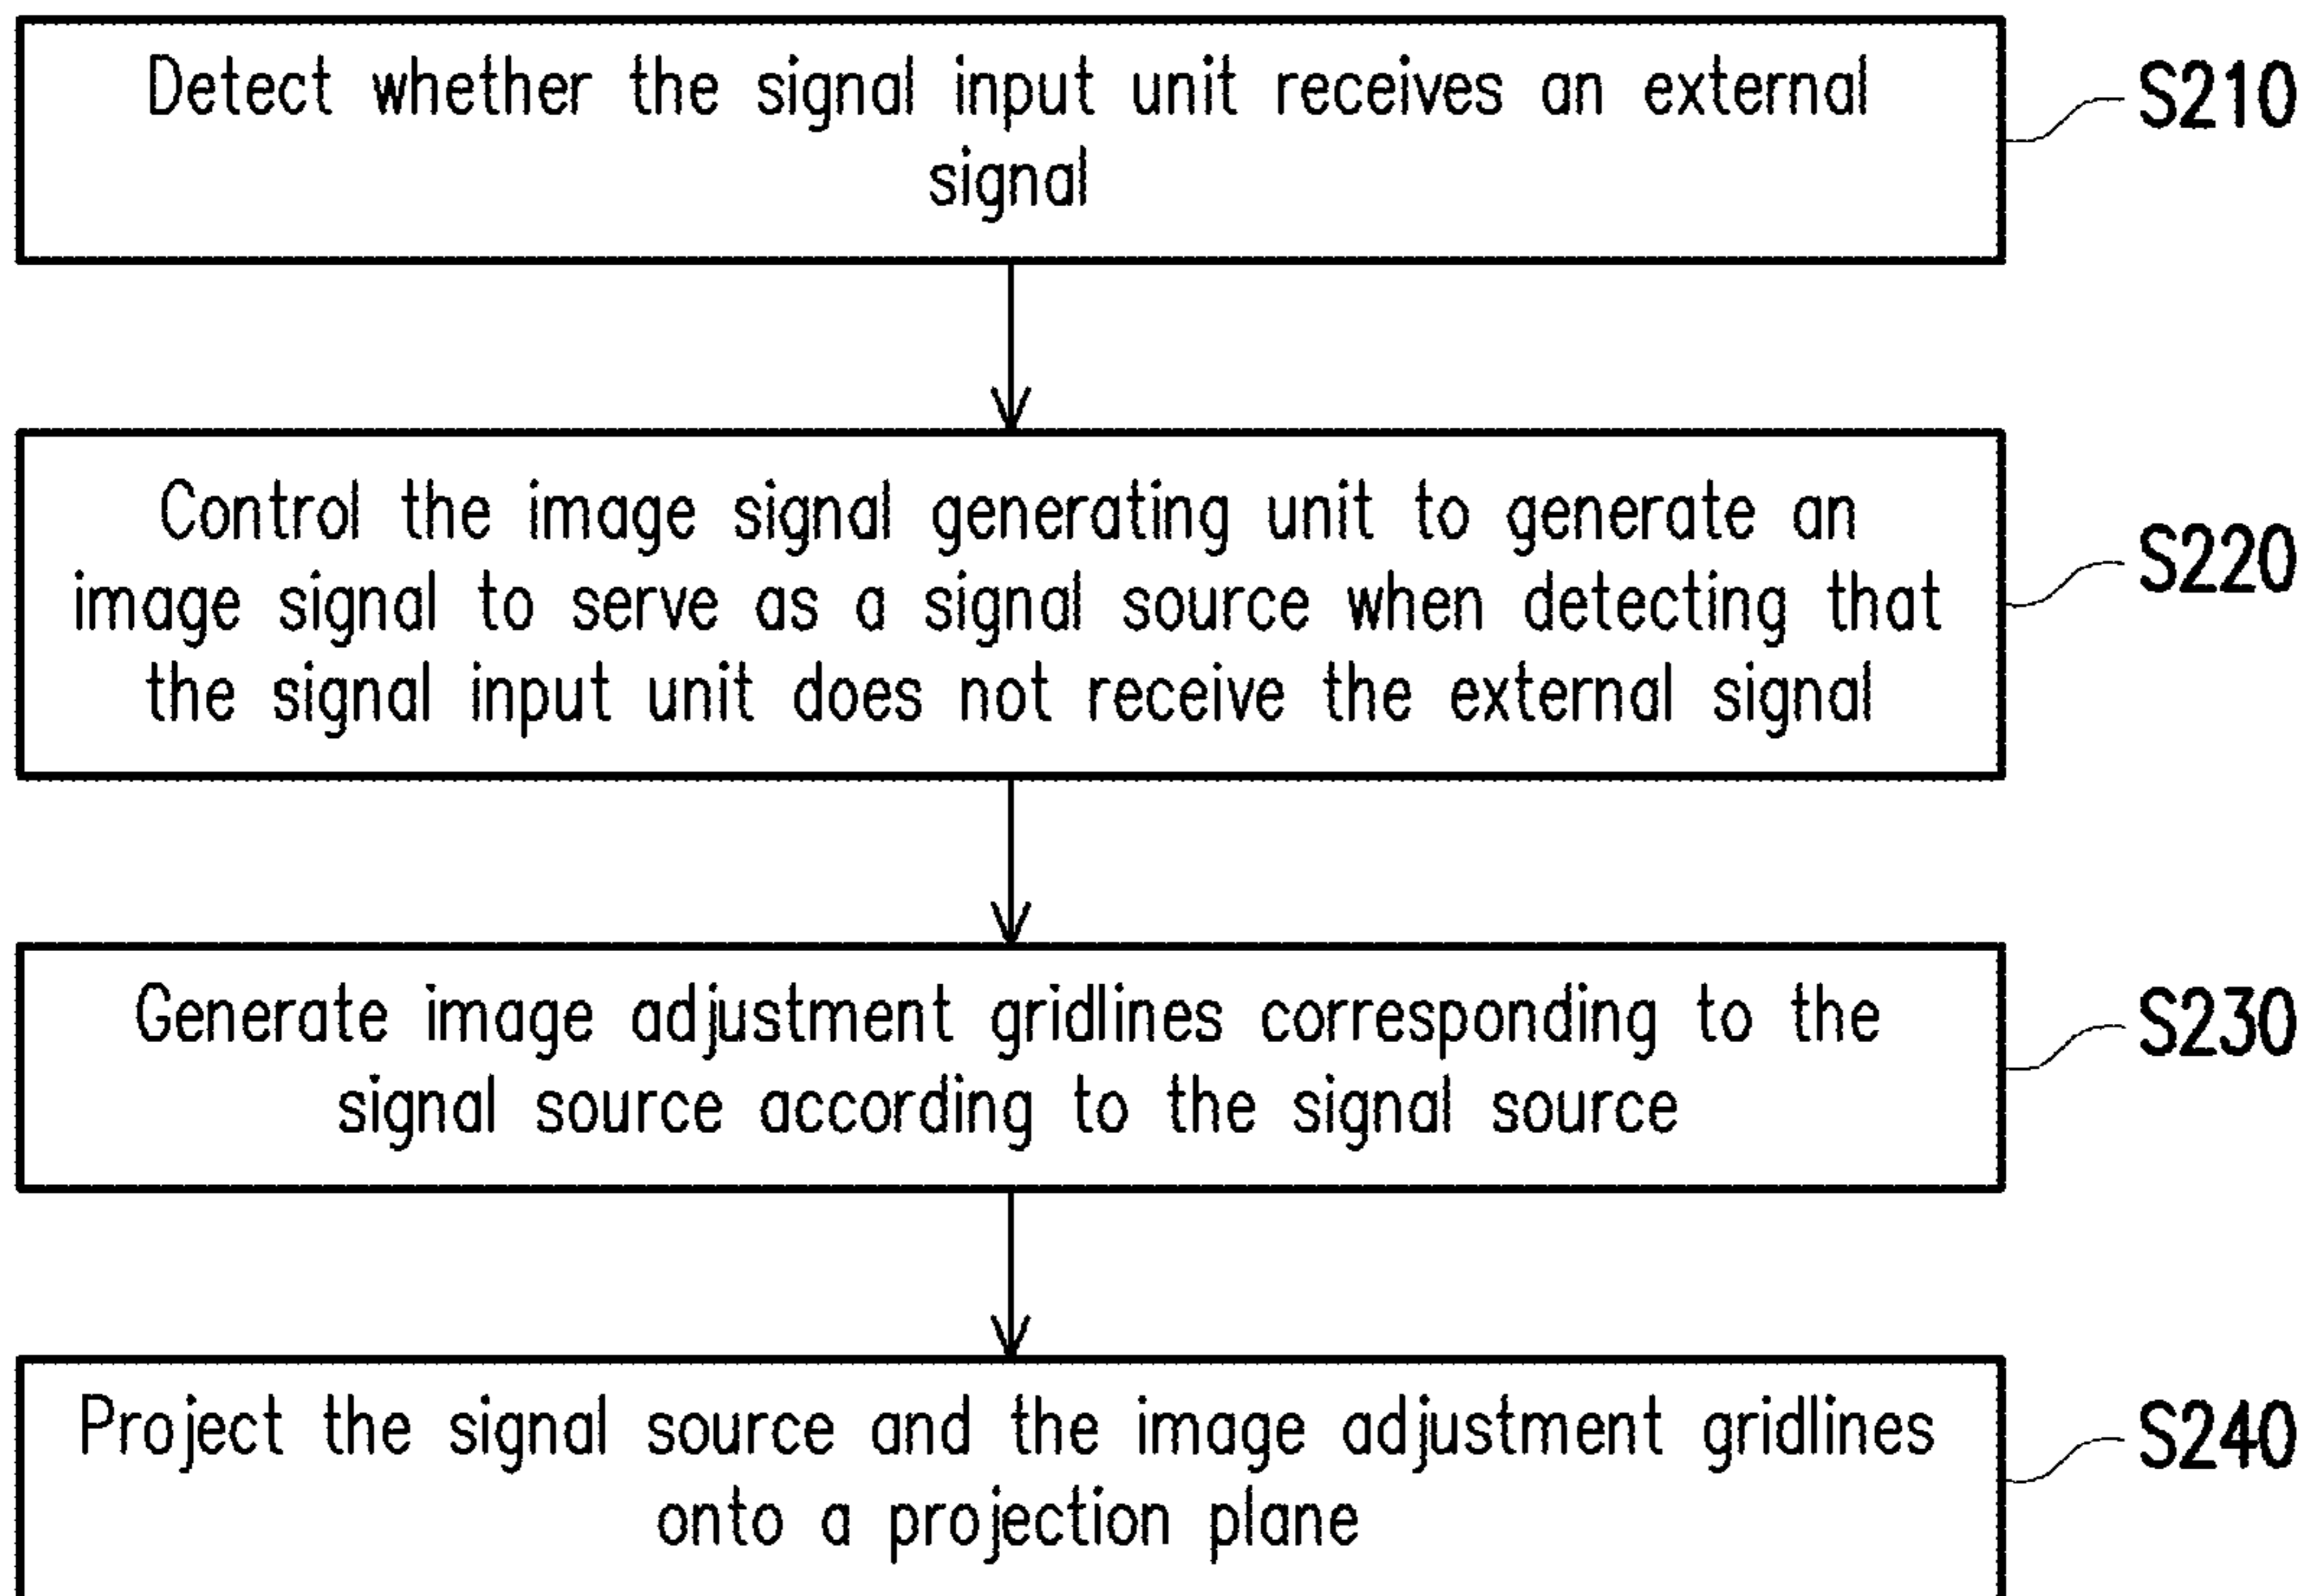 Detect whether the signal input unit receives an external
signal
S210
Control the image signal generating unit to generate an
image signal to serve as a signal source when detecting that
the signal input unit does not receive the external signal
S220
Generate image adjustment gridlines corresponding to the
signal source according to the signal source
S230
Project the signal source and the image adjustment gridlines
onto a projection plane
S240